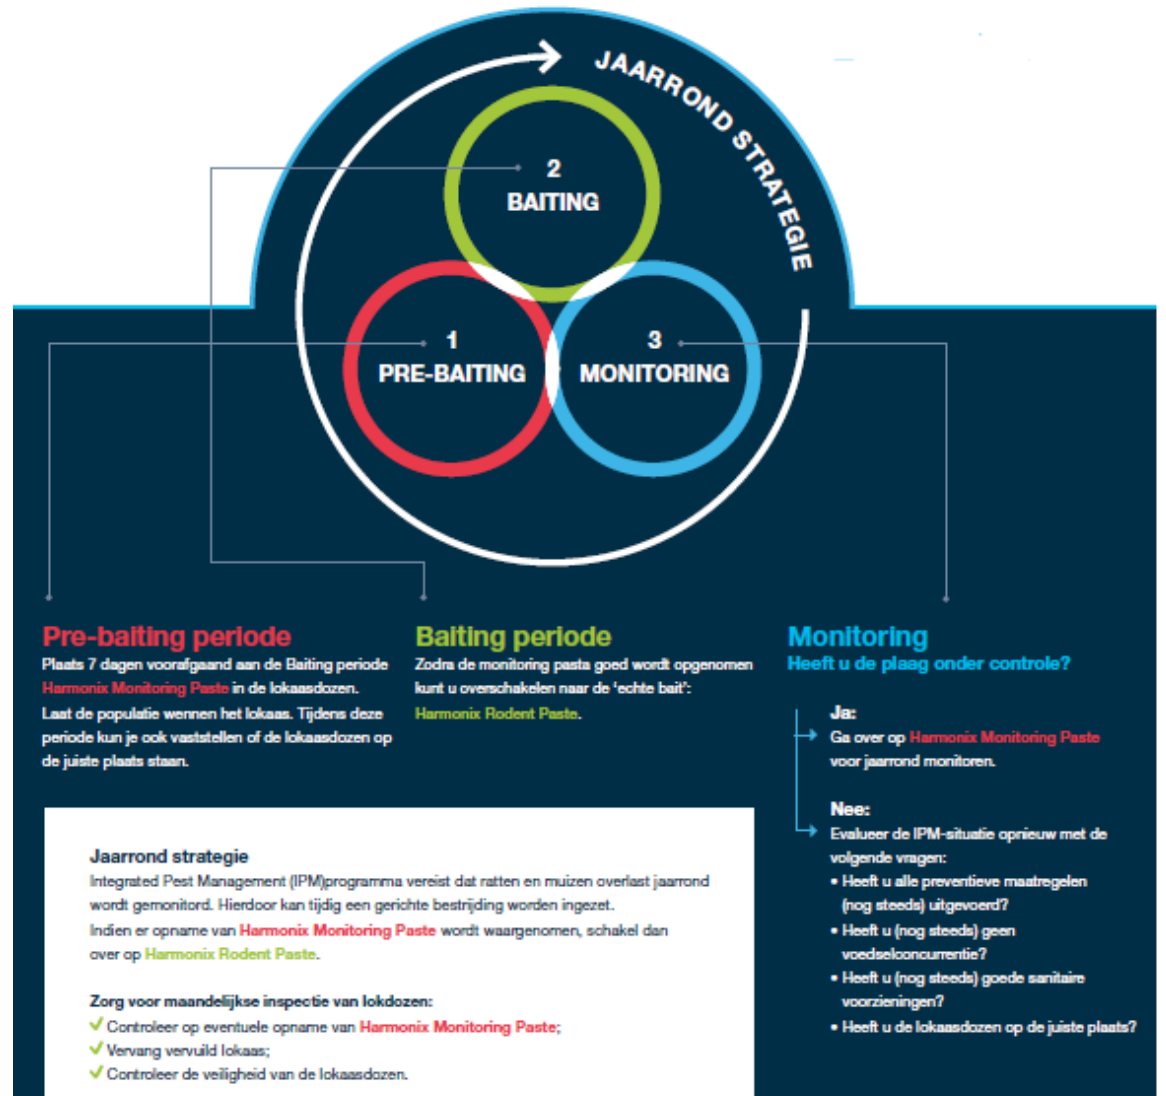 JAARROND STRATEGIE
2
BAITING
1
PRE-BAITING
3
MONITORING
Pre-baiting periode
Plaats 7 dagen voorafgaand aan de Baiting periode
Harmonix Monitoring Paste in de lokaasdozen.
Laat de populatie wennen het lokaas. Tijdens deze
periode kun je ook vaststellen of de lokaasdozen op
de juiste plaats staan.
Baiting periode
Zodra de monitoring pasta goed wordt opgenomen
kunt u overschakelen naar de ‘echte bait’:
Harmonix Rodent Paste.
Monitoring
Heeft u de plaag onder controle?
Ja:
Ga over op Harmonix Monitoring Paste
voor jaarrond monitoren.
Nee:
Evalueer de IPM-situatie opnieuw met de
volgende vragen:
• Heeft u alle preventieve maatregelen
(nog steeds) uitgevoerd?
• Heeft u (nog steeds) geen
voedselconcurrentie?
• Heeft u (nog steeds) goede sanitaire
voorzieningen?
• Heeft u de lokaasdozen op de juiste plaats?
Jaarrond strategie
Integrated Pest Management (IPM)programma vereist dat ratten en muizen overlast jaarrond
wordt gemonitord. Hierdoor kan tijdig een gerichte bestrijding worden ingezet.
Indien er opname van Harmonix Monitoring Paste wordt waargenomen, schakel dan
over op Harmonix Rodent Paste.
Zorg voor maandelijkse inspectie van lokdozen:
✓ Controleer op eventuele opname van Harmonix Monitoring Paste;
✓ Vervang vervuild lokaas;
✓ Controleer de veiligheid van de lokaasdozen.